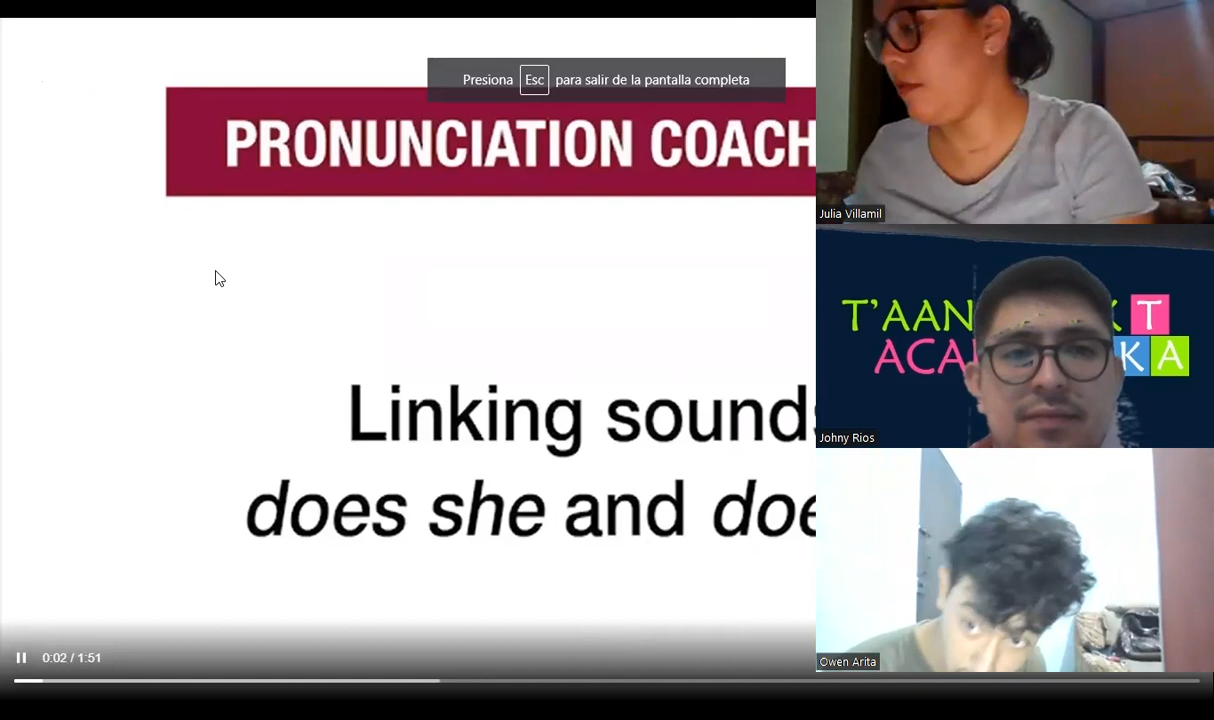 Presiona Esc para salir de la pantalla completa
PRONUNCIATION COACH
Linking sounds
does she and doe
0:02 / 1:51
Julia Villamil
T'AAN K T
ACA KA
Johny Rios
Owen Arita